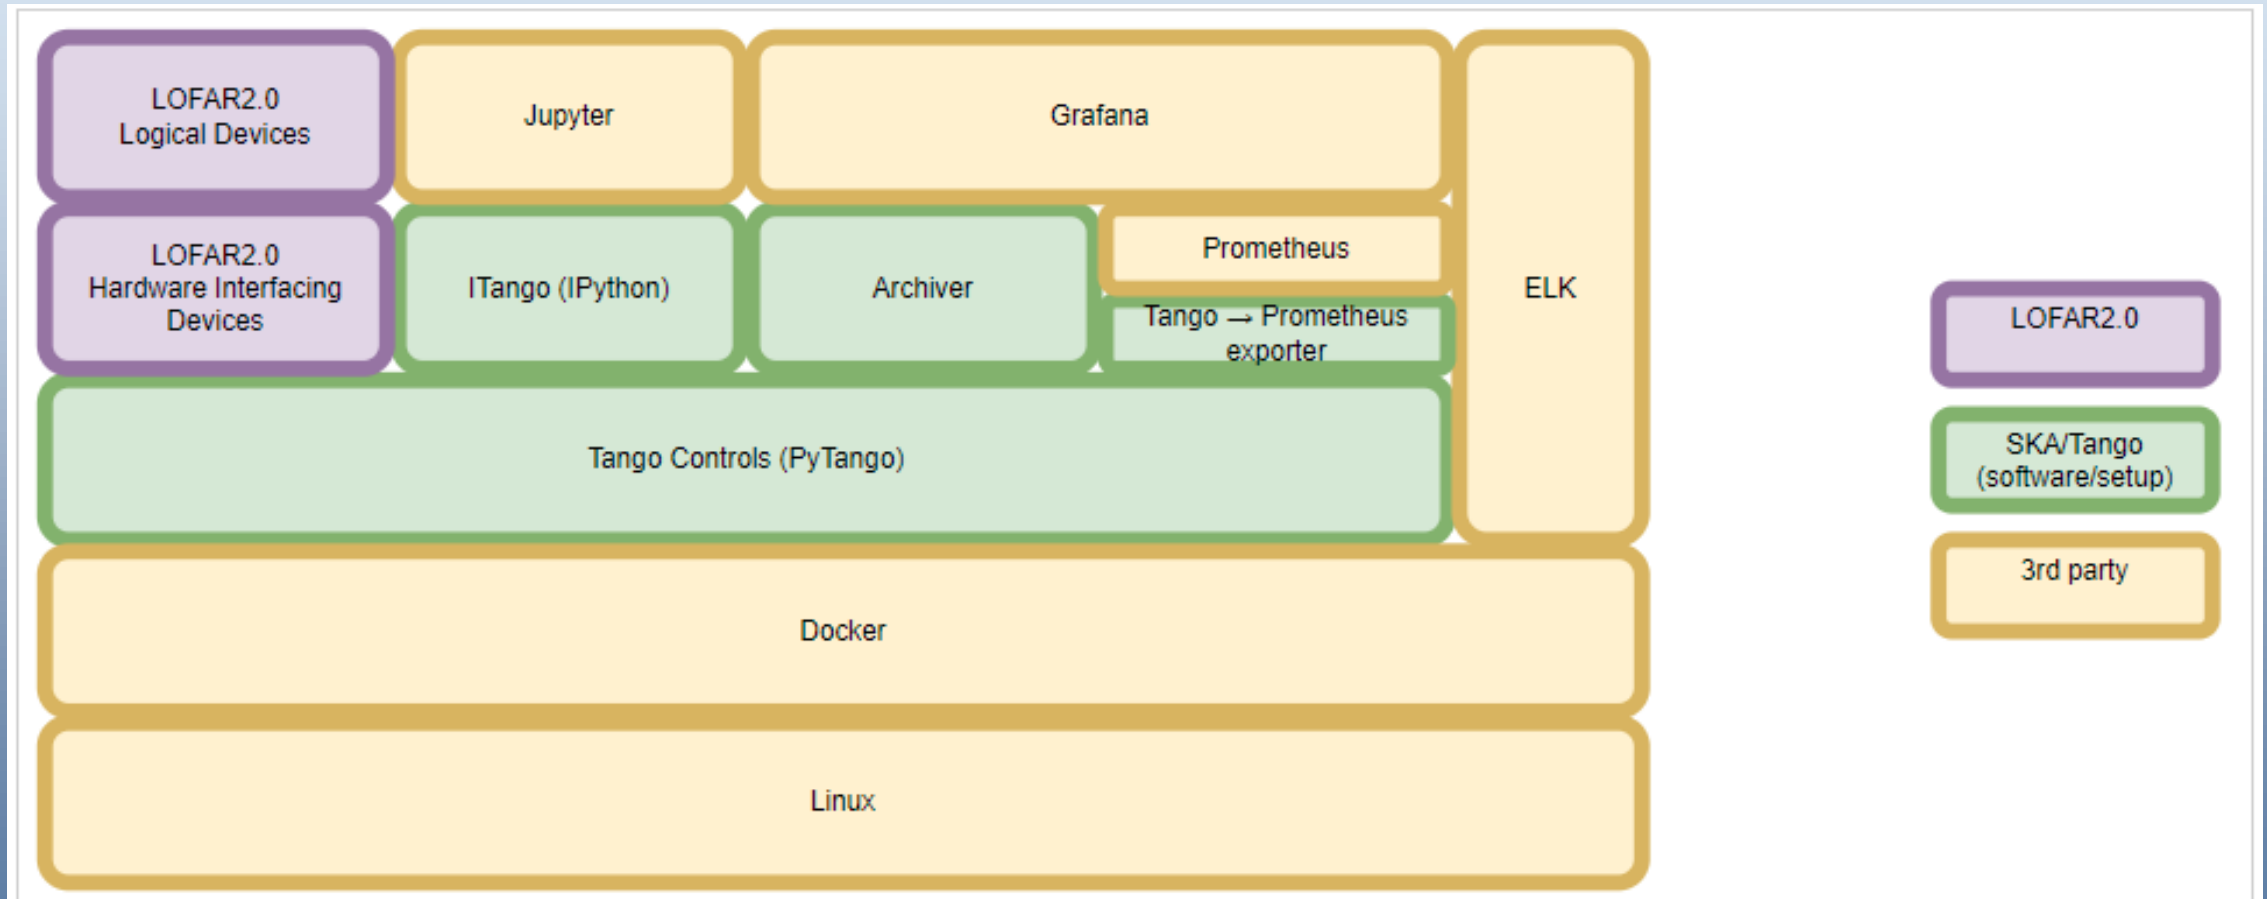 LOFAR2.0
Logical Devices
Jupyter
Grafana
LOFAR2.0
Hardware Interfacing
Devices
ITango (IPython)
Archiver
Prometheus
Tango → Prometheus
exporter
ELK
Tango Controls (PyTango)
Docker
Linux
LOFAR2.0
SKA/Tango
(software/setup)
3rd party